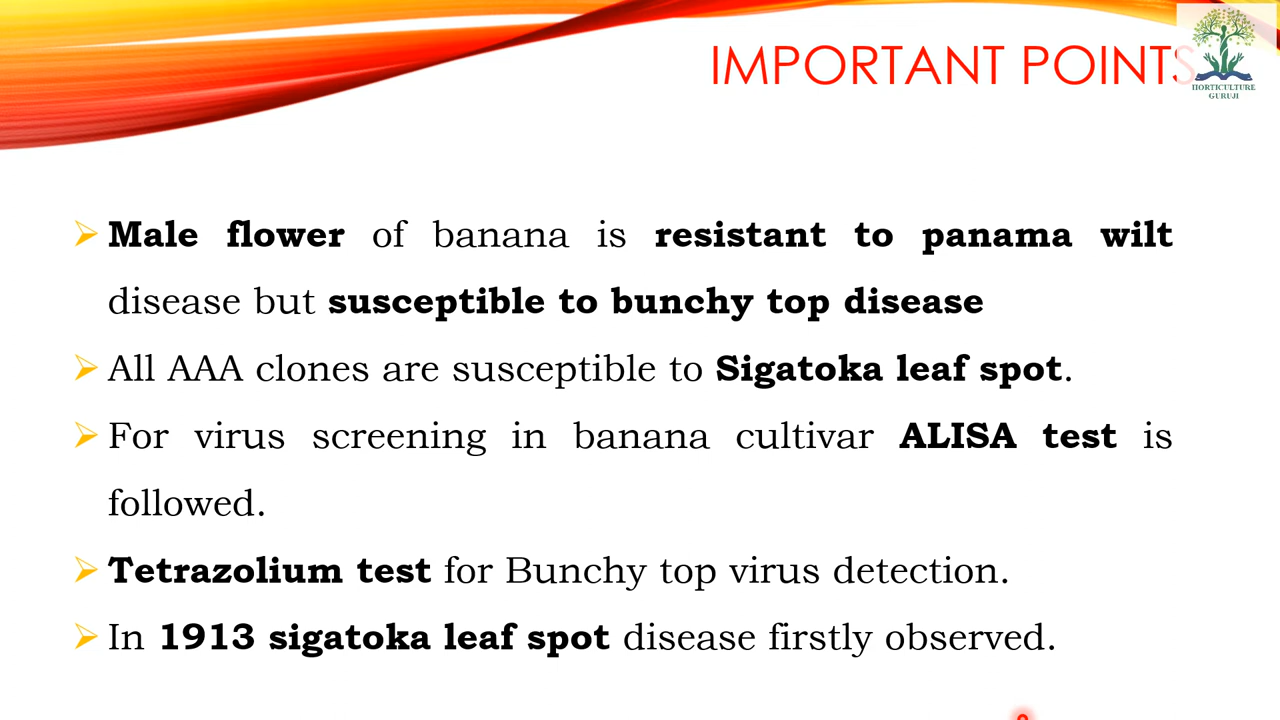 IMPORTANT POINTS
HORTICULTURE
GURUJI
Male flower of banana is resistant to panama wilt
disease but susceptible to bunchy top disease
All AAA clones are susceptible to Sigatoka leaf spot.
For virus screening in banana cultivar ALISA test is
followed.
Tetrazolium test for Bunchy top virus detection.
In 1913 sigatoka leaf spot disease firstly observed.